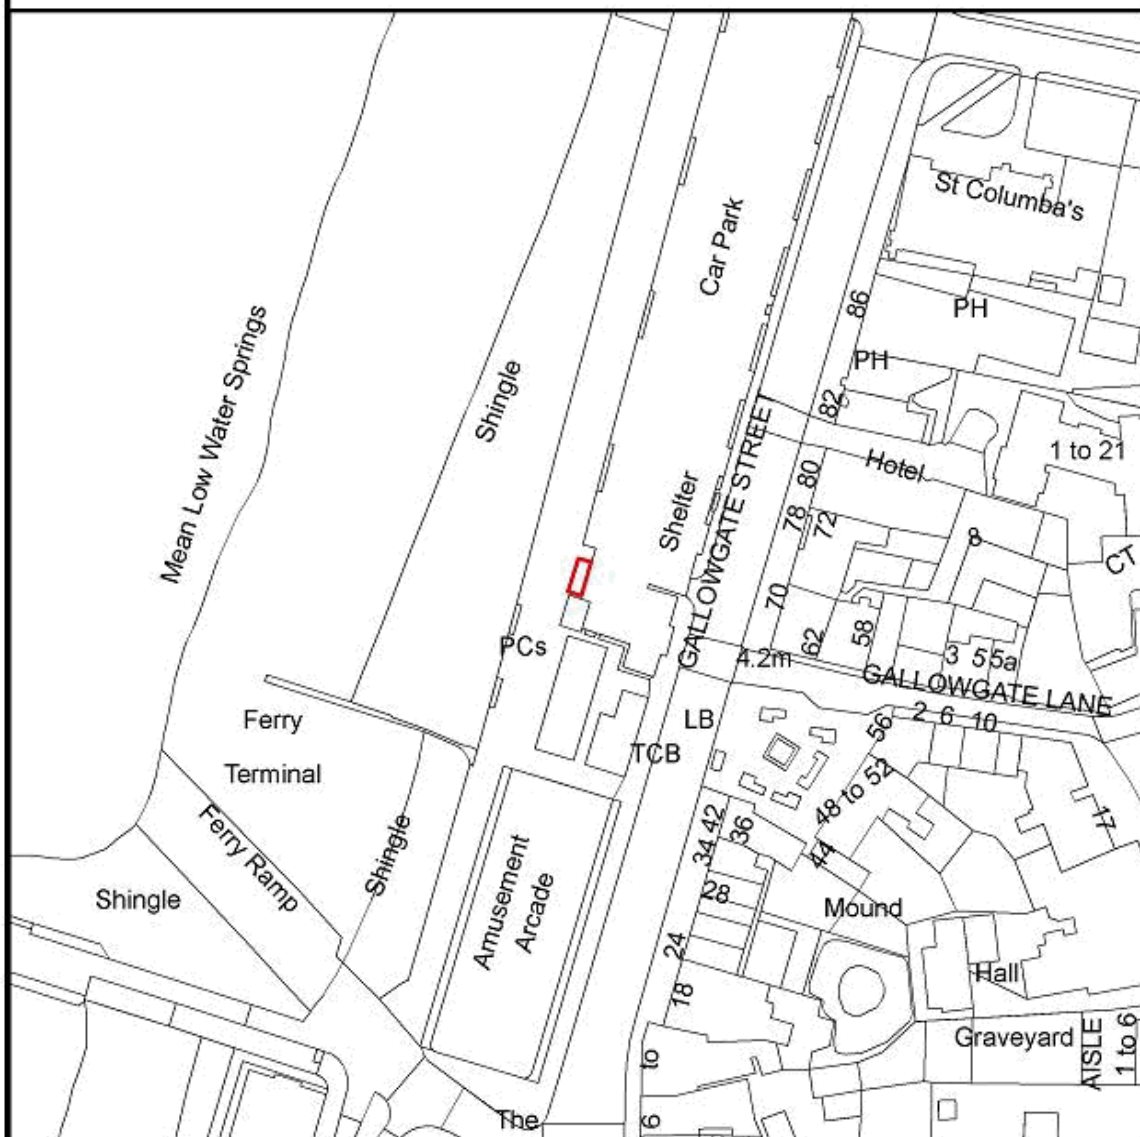 St Columba's
Car Park
86
PH
Mean Low Water Springs
PH
Shingle
82
1 to 21
Hotel
80
GALLOWGATE STREET
Shelter
78
72
8
CT
70
62
58
PCs
4.2m
3
5
5a
GALLOWGATE LANE
Ferry
Terminal
LB
2
6
10
56
TCB
48 to 52
Ferry Ramp
Shingle
42
36
34
44
17
Shingle
Amusement
Arcade
28
Mound
24
18
Hall
Graveyard
AISLE
1 to 6
to
6
The